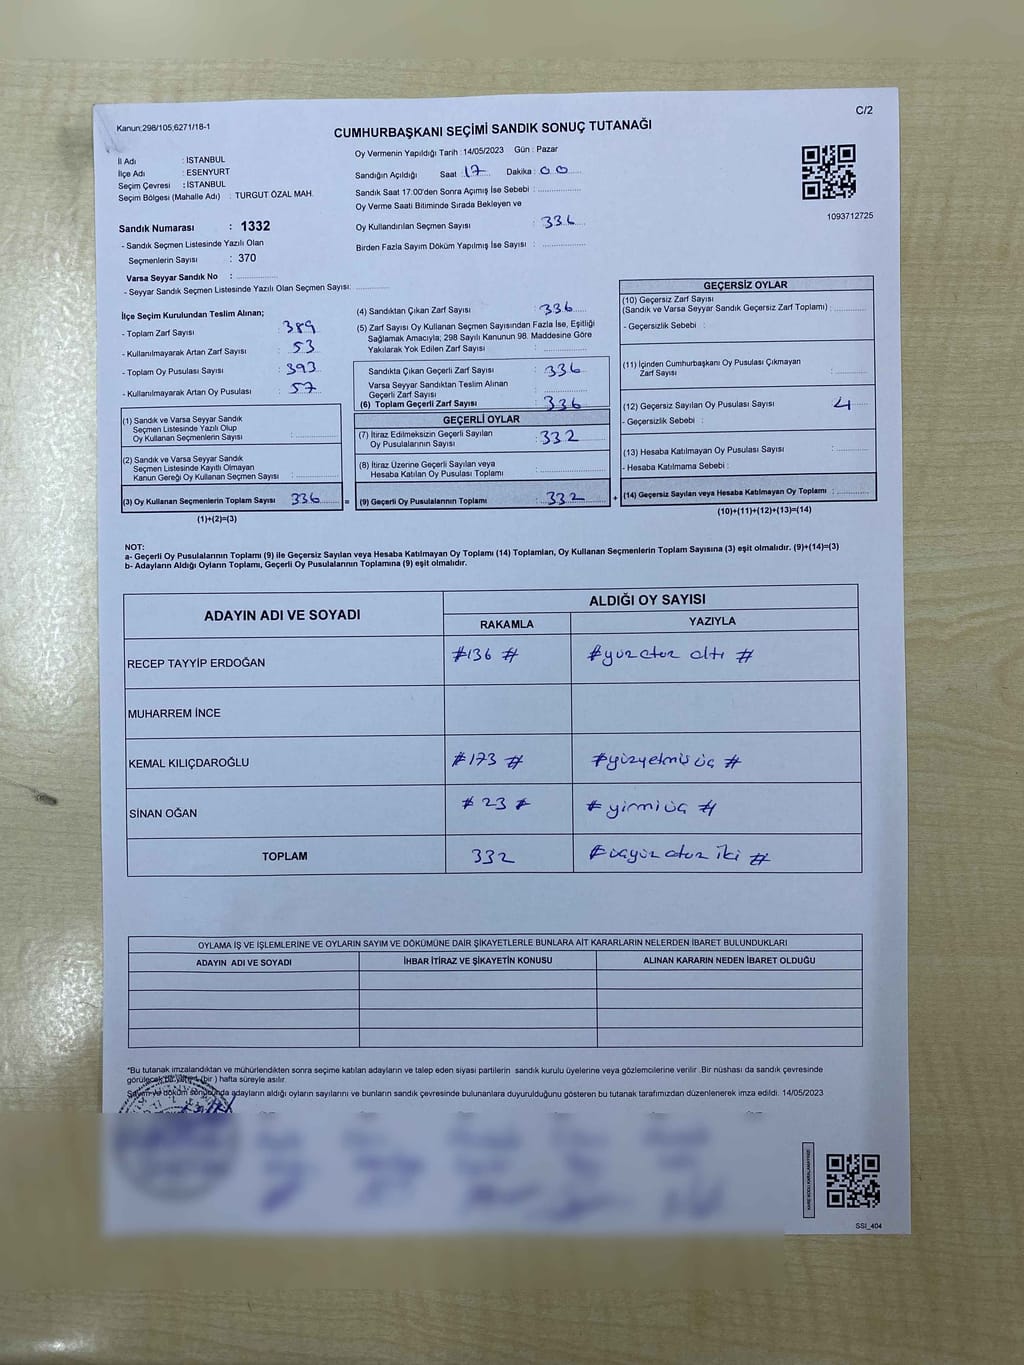 Kanun;298/105,6271/18-1
C/2
CUMHURBAŞKANI SEÇİMİ SANDIK SONUÇ TUTANAĞI
İl Adı : İSTANBUL
İlçe Adı : ESENYURT
Seçim Çevresi : İSTANBUL
Seçim Bölgesi (Mahalle Adı) : TURGUT ÖZAL MAH.
Sandık Numarası : 1332
- Sandık Seçmen Listesinde Yazılı Olan
Seçmenlerin Sayısı : 370
Varsa Seyyar Sandık No : ..............
- Seyyar Sandık Seçmen Listesinde Yazılı Olan Seçmen Sayısı: ............
Oy Vermenin Yapıldığı Tarih :14/05/2023 Gün : Pazar
Sandığın Açıldığı Saat : 17 Dakika : 00
Sandık Saat 17.00'den Sonra Açımış İse Sebebi : ..............
Oy Verme Saati Bitiminde Sırada Bekleyen ve
Oy Kullandırılan Seçmen Sayısı : 336
Birden Fazla Sayım Döküm Yapılmış İse Sayısı : ..............
1093712725
İlçe Seçim Kurulundan Teslim Alınan;
- Toplam Zarf Sayısı : 389
- Kullanılmayarak Artan Zarf Sayısı : 53
- Toplam Oy Pusulası Sayısı : 393
- Kullanılmayarak Artan Oy Pusulası : 57
(1) Sandık ve Varsa Seyyar Sandık
Seçmen Listesinde Yazılı Olup
Oy Kullanan Seçmenlerin Sayısı : ..............
(2) Sandık ve Varsa Seyyar Sandık
Seçmen Listesinde Kayıtlı Olmayan
Kanun Gereği Oy Kullanan Seçmen Sayısı : ..............
(3) Oy Kullanan Seçmenlerin Toplam Sayısı : 336 =
(1)+(2)=(3)
(4) Sandıktan Çıkan Zarf Sayısı : 336
(5) Zarf Sayısı Oy Kullanan Seçmen Sayısından Fazla İse, Eşitliği
Sağlamak Amacıyla; 298 Sayılı Kanunun 98. Maddesine Göre
Yakılarak Yok Edilen Zarf Sayısı : ..............
Sandıkta Çıkan Geçerli Zarf Sayısı : 336
Varsa Seyyar Sandıktan Teslim Alınan
Geçerli Zarf Sayısı : ..............
(6) Toplam Geçerli Zarf Sayısı : 336
GEÇERLİ OYLAR
(7) İtiraz Edilmeksizin Geçerli Sayılan
Oy Pusulalarının Sayısı : 332
(8) İtiraz Üzerine Geçerli Sayılan veya
Hesaba Katılan Oy Pusulası Toplamı : ..............
(9) Geçerli Oy Pusulalarının Toplamı : 332 +
GEÇERSİZ OYLAR
(10) Geçersiz Zarf Sayısı
(Sandık ve Varsa Seyyar Sandık Geçersiz Zarf Toplamı) : ..........
- Geçersizlik Sebebi :
(11) İçinden Cumhurbaşkanı Oy Pusulası Çıkmayan
Zarf Sayısı : ..........
(12) Geçersiz Sayılan Oy Pusulası Sayısı : 4
- Geçersizlik Sebebi :
(13) Hesaba Katılmayan Oy Pusulası Sayısı : ..........
- Hesaba Katılmama Sebebi :
(14) Geçersiz Sayılan veya Hesaba Katılmayan Oy Toplamı : ..........
(10)+(11)+(12)+(13)=(14)
NOT:
a- Geçerli Oy Pusulalarının Toplamı (9) ile Geçersiz Sayılan veya Hesaba Katılmayan Oy Toplamı (14) Toplamları, Oy Kullanan Seçmenlerin Toplam Sayısına (3) eşit olmalıdır. (9)+(14)=(3)
b- Adayların Aldığı Oyların Toplamı, Geçerli Oy Pusulalarının Toplamına (9) eşit olmalıdır.
ADAYIN ADI VE SOYADI
ALDIĞI OY SAYISI
RAKAMLA YAZIYLA
RECEP TAYYİP ERDOĞAN #136 # #yüz otuz altı #
MUHARREM İNCE
KEMAL KILIÇDAROĞLU #173 # #yüzyetmiş üç #
SİNAN OĞAN # 23 # # yirmi üç #
TOPLAM 332 #üçyüz otuz iki #
OYLAMA İŞ VE İŞLEMLERİNE VE OYLARIN SAYIM VE DÖKÜMÜNE DAİR ŞİKAYETLERLE BUNLARA AİT KARARLARIN NELERDEN İBARET BULUNDUKLARI
ADAYIN ADI VE SOYADI İHBAR İTİRAZ VE ŞİKAYETİN KONUSU ALINAN KARARIN NEDEN İBARET OLDUĞU
*Bu tutanak imzalandıktan ve mühürlendikten sonra seçime katılan adayların ve talep eden siyasi partilerin sandık kurulu üyelerine veya gözlemcilerine verilir .Bir nüshası da sandık çevresinde
görülecek bir yere 1 (bir ) hafta süreyle asılır.
Sayım ve döküm sonucunda adayların aldığı oyların sayılarını ve bunların sandık çevresinde bulunanlara duyurulduğunu gösteren bu tutanak tarafımızdan düzenlenerek imza edildi. 14/05/2023
SSİ_404